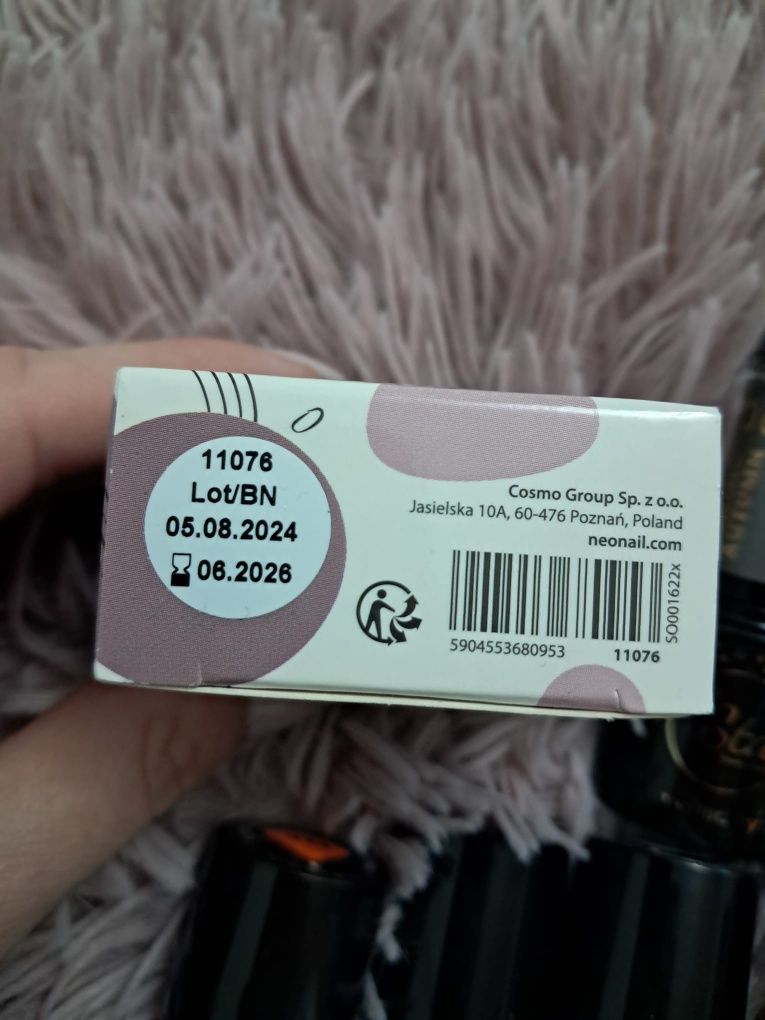 11076
Lot/BN
05.08.2024
06.2026
Cosmo Group Sp. z o.o.
Jasielska 10A, 60-476 Poznań, Poland
neonail.com
5904553680953
11076
SO001622x